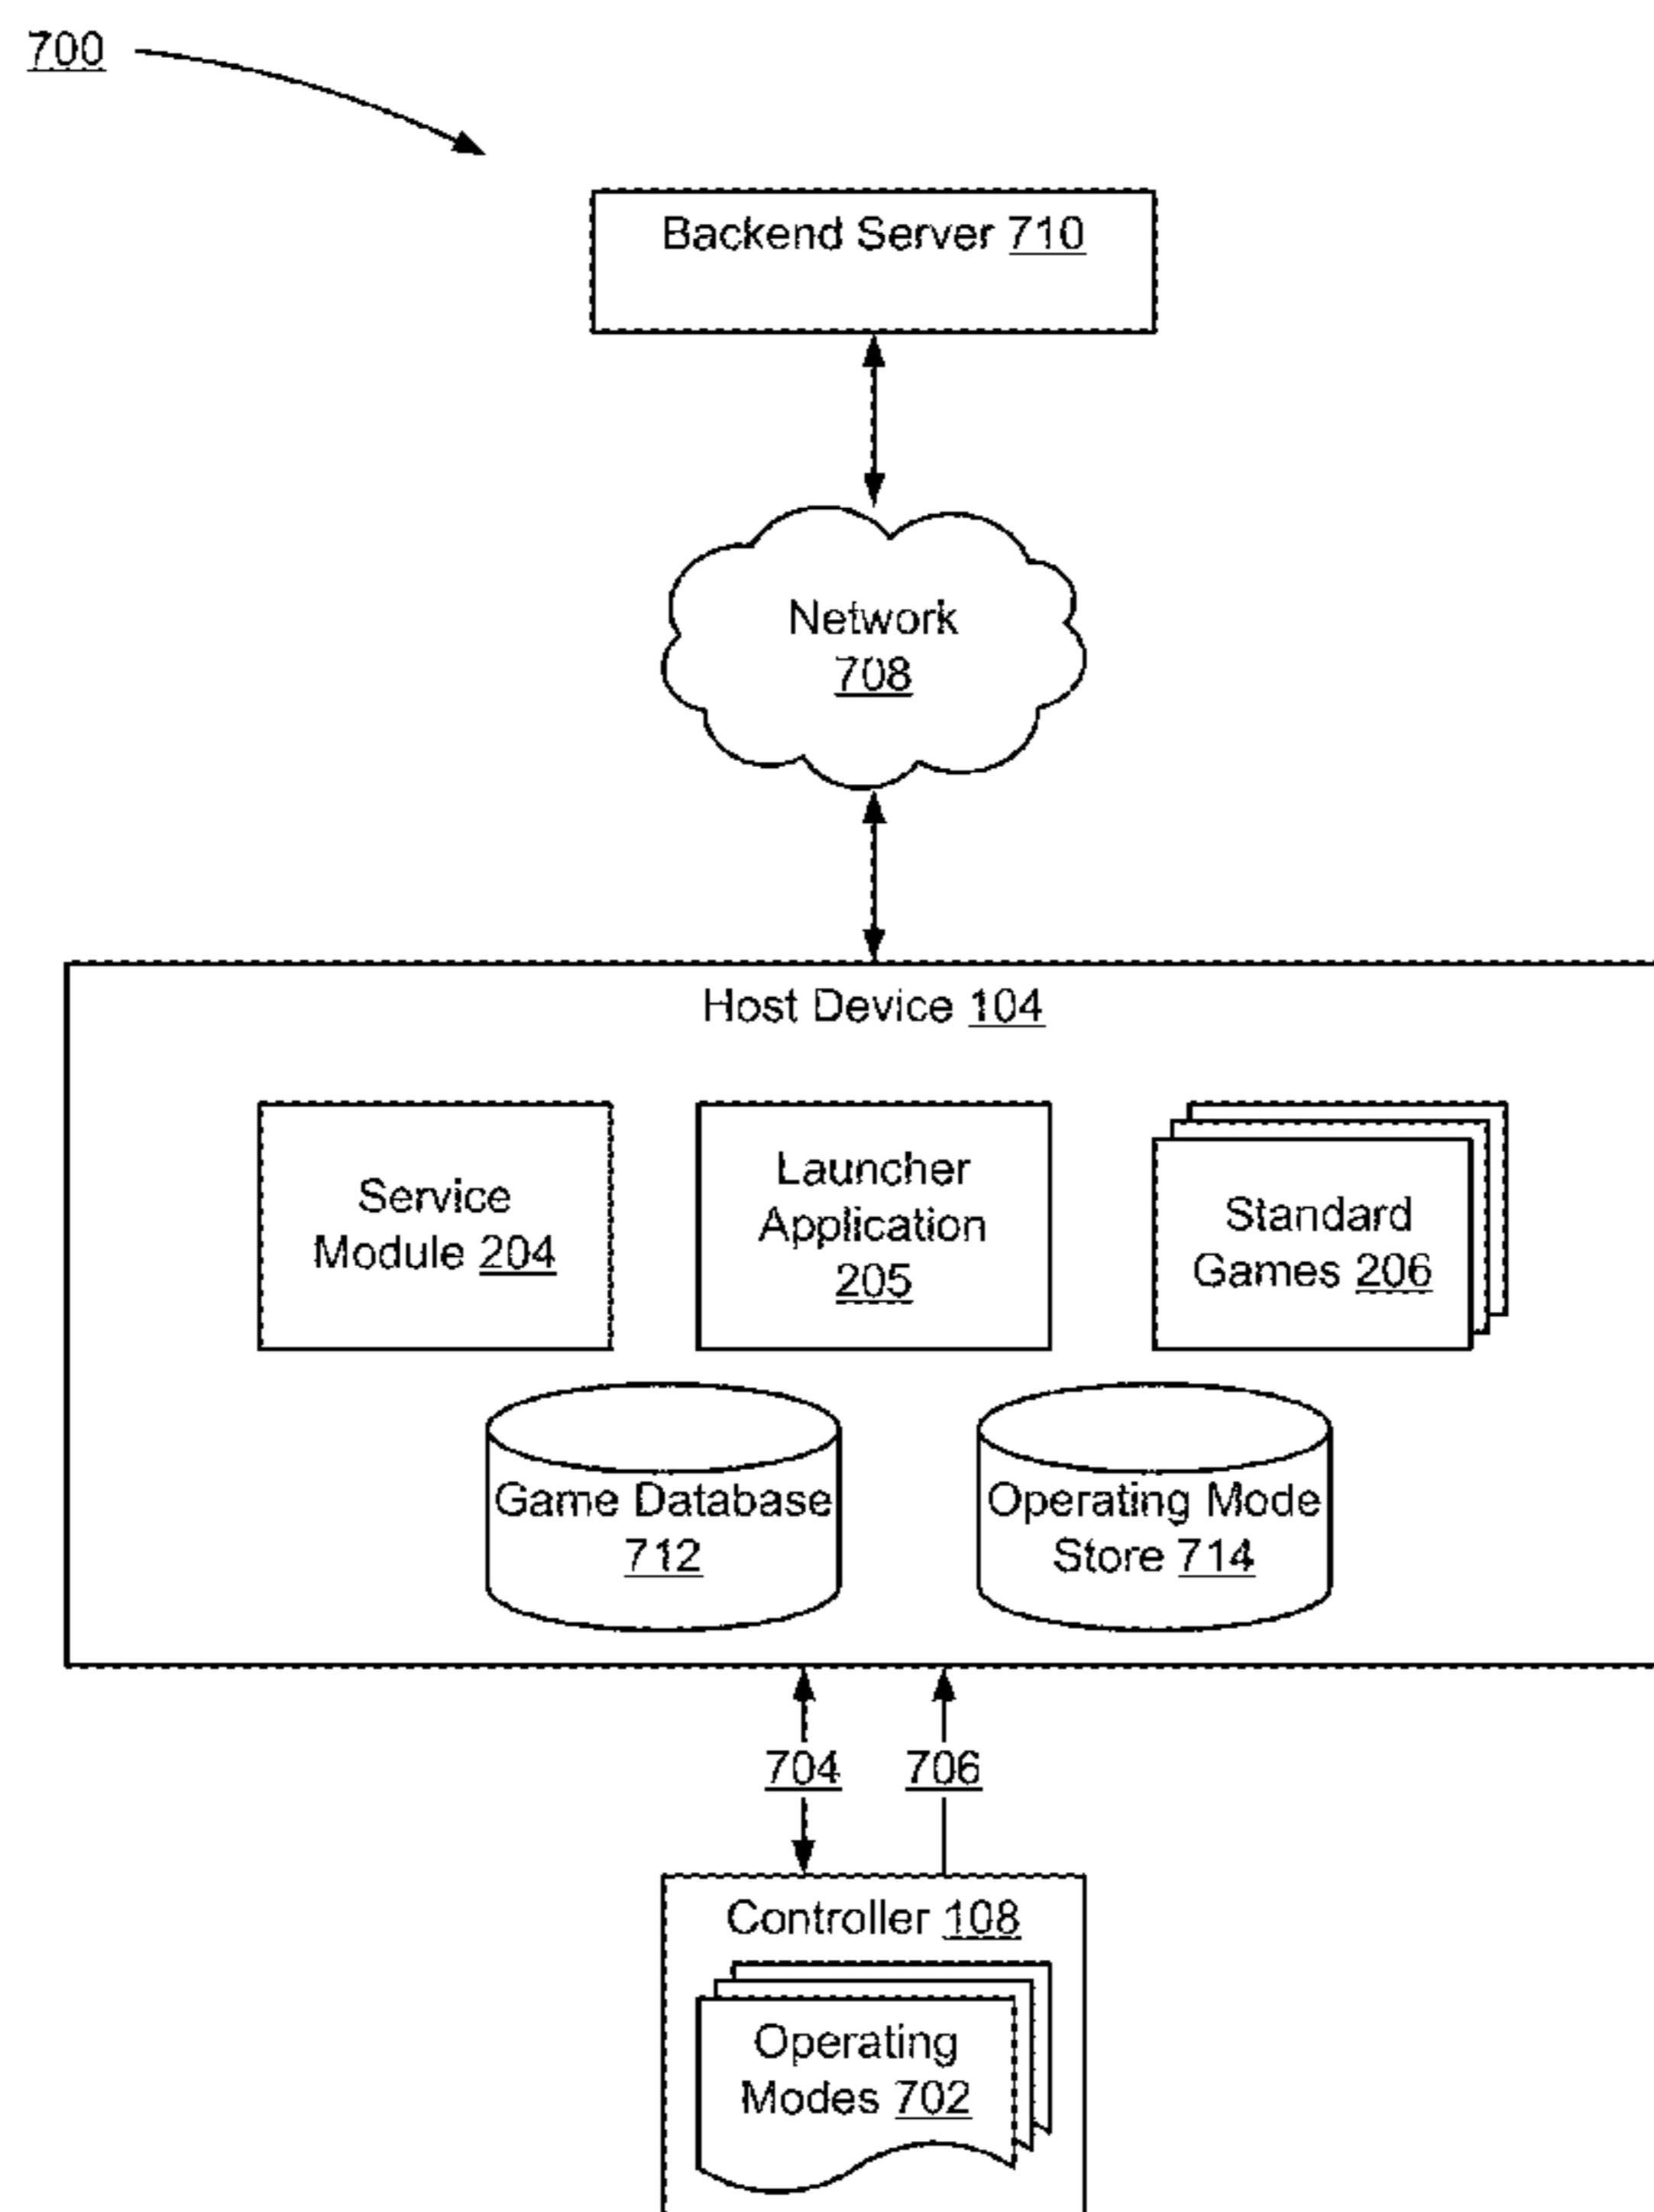 700
Backend Server 710
Network
708
Host Device 104
Service
Module 204
Launcher
Application
205
Standard
Games 206
Game Database
712
Operating Mode
Store 714
704
706
Controller 108
Operating
Modes 702